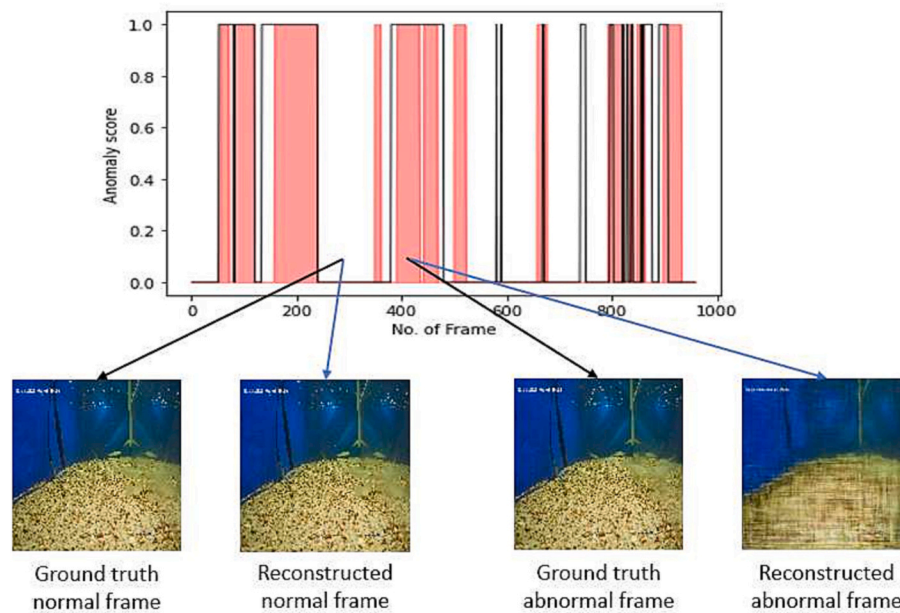 1.0
0.8
0.6
0.4
0.2
0.0
Anomaly score
0
200
400
600
800
1000
No. of Frame
Ground truth
normal frame
Reconstructed
normal frame
Ground truth
abnormal frame
Reconstructed
abnormal frame